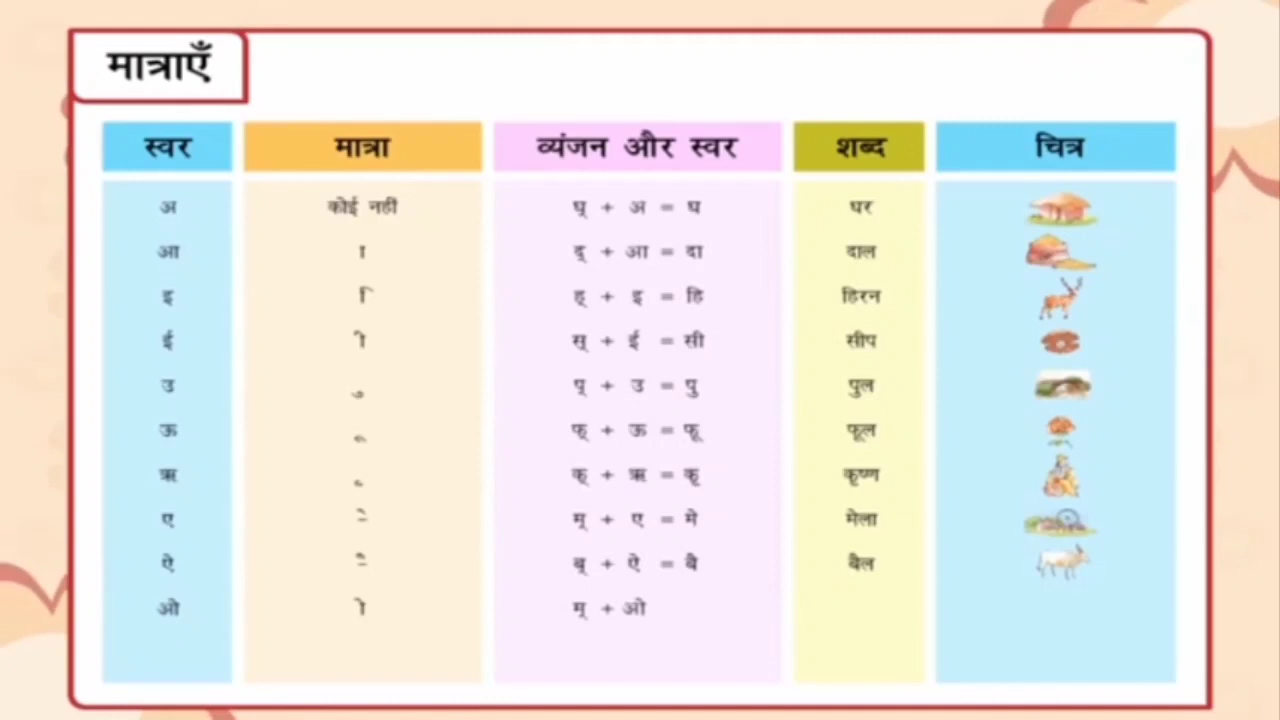 मात्राएँ
स्वर मात्रा व्यंजन और स्वर शब्द चित्र
अ कोई नहीं घ् + अ = घ घर
आ ा द् + आ = दा दाल
इ ि ह् + इ = हि हिरन
ई ी स् + ई = सी सीप
उ ु प् + उ = पु पुल
ऊ ू फ् + ऊ = फू फूल
ऋ ृ क् + ऋ = कृ कृष्ण
ए े म् + ए = मे मेला
ऐ ै ब् + ऐ = बै बैल
ओ ो म् + ओ